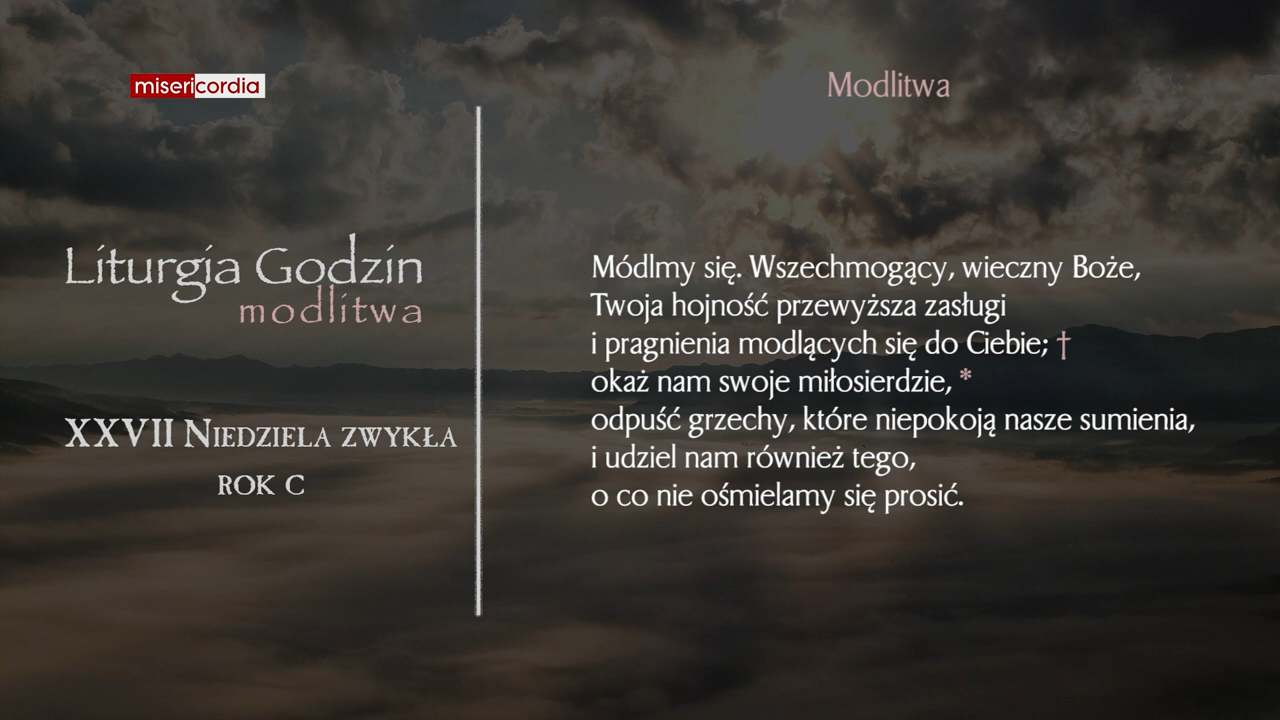 misericordia
Liturgia Godzin
modlitwa
XXVII Niedziela zwykła
rok C
Modlitwa
Módlmy się. Wszechmogący, wieczny Boże,
Twoja hojność przewyższa zasługi
i pragnienia modlących się do Ciebie; †
okaż nam swoje miłosierdzie, *
odpuść grzechy, które niepokoją nasze sumienia,
i udziel nam również tego,
o co nie ośmielamy się prosić.